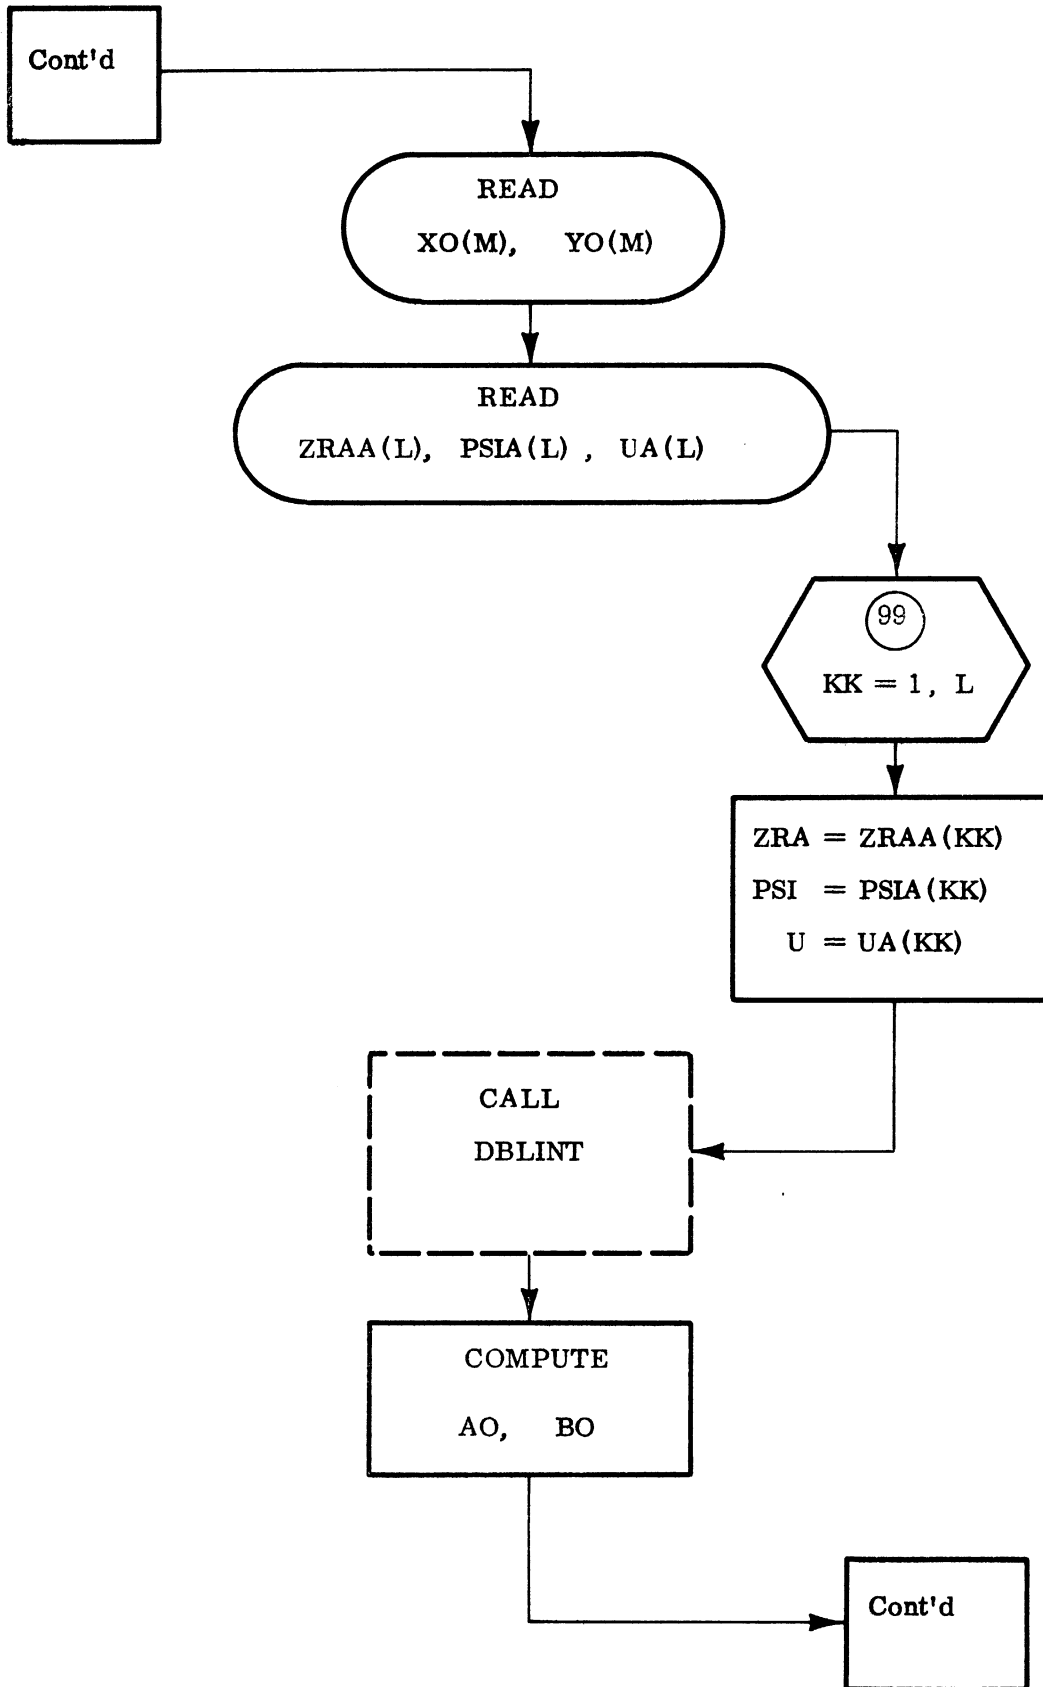 Cont'd
READ
XO(M), YO(M)
READ
ZRAA(L), PSIA(L) , UA(L)
99
KK = 1, L
ZRA = ZRAA(KK)
PSI = PSIA(KK)
U = UA(KK)
CALL
DBLINT
COMPUTE
AO, BO
Cont'd